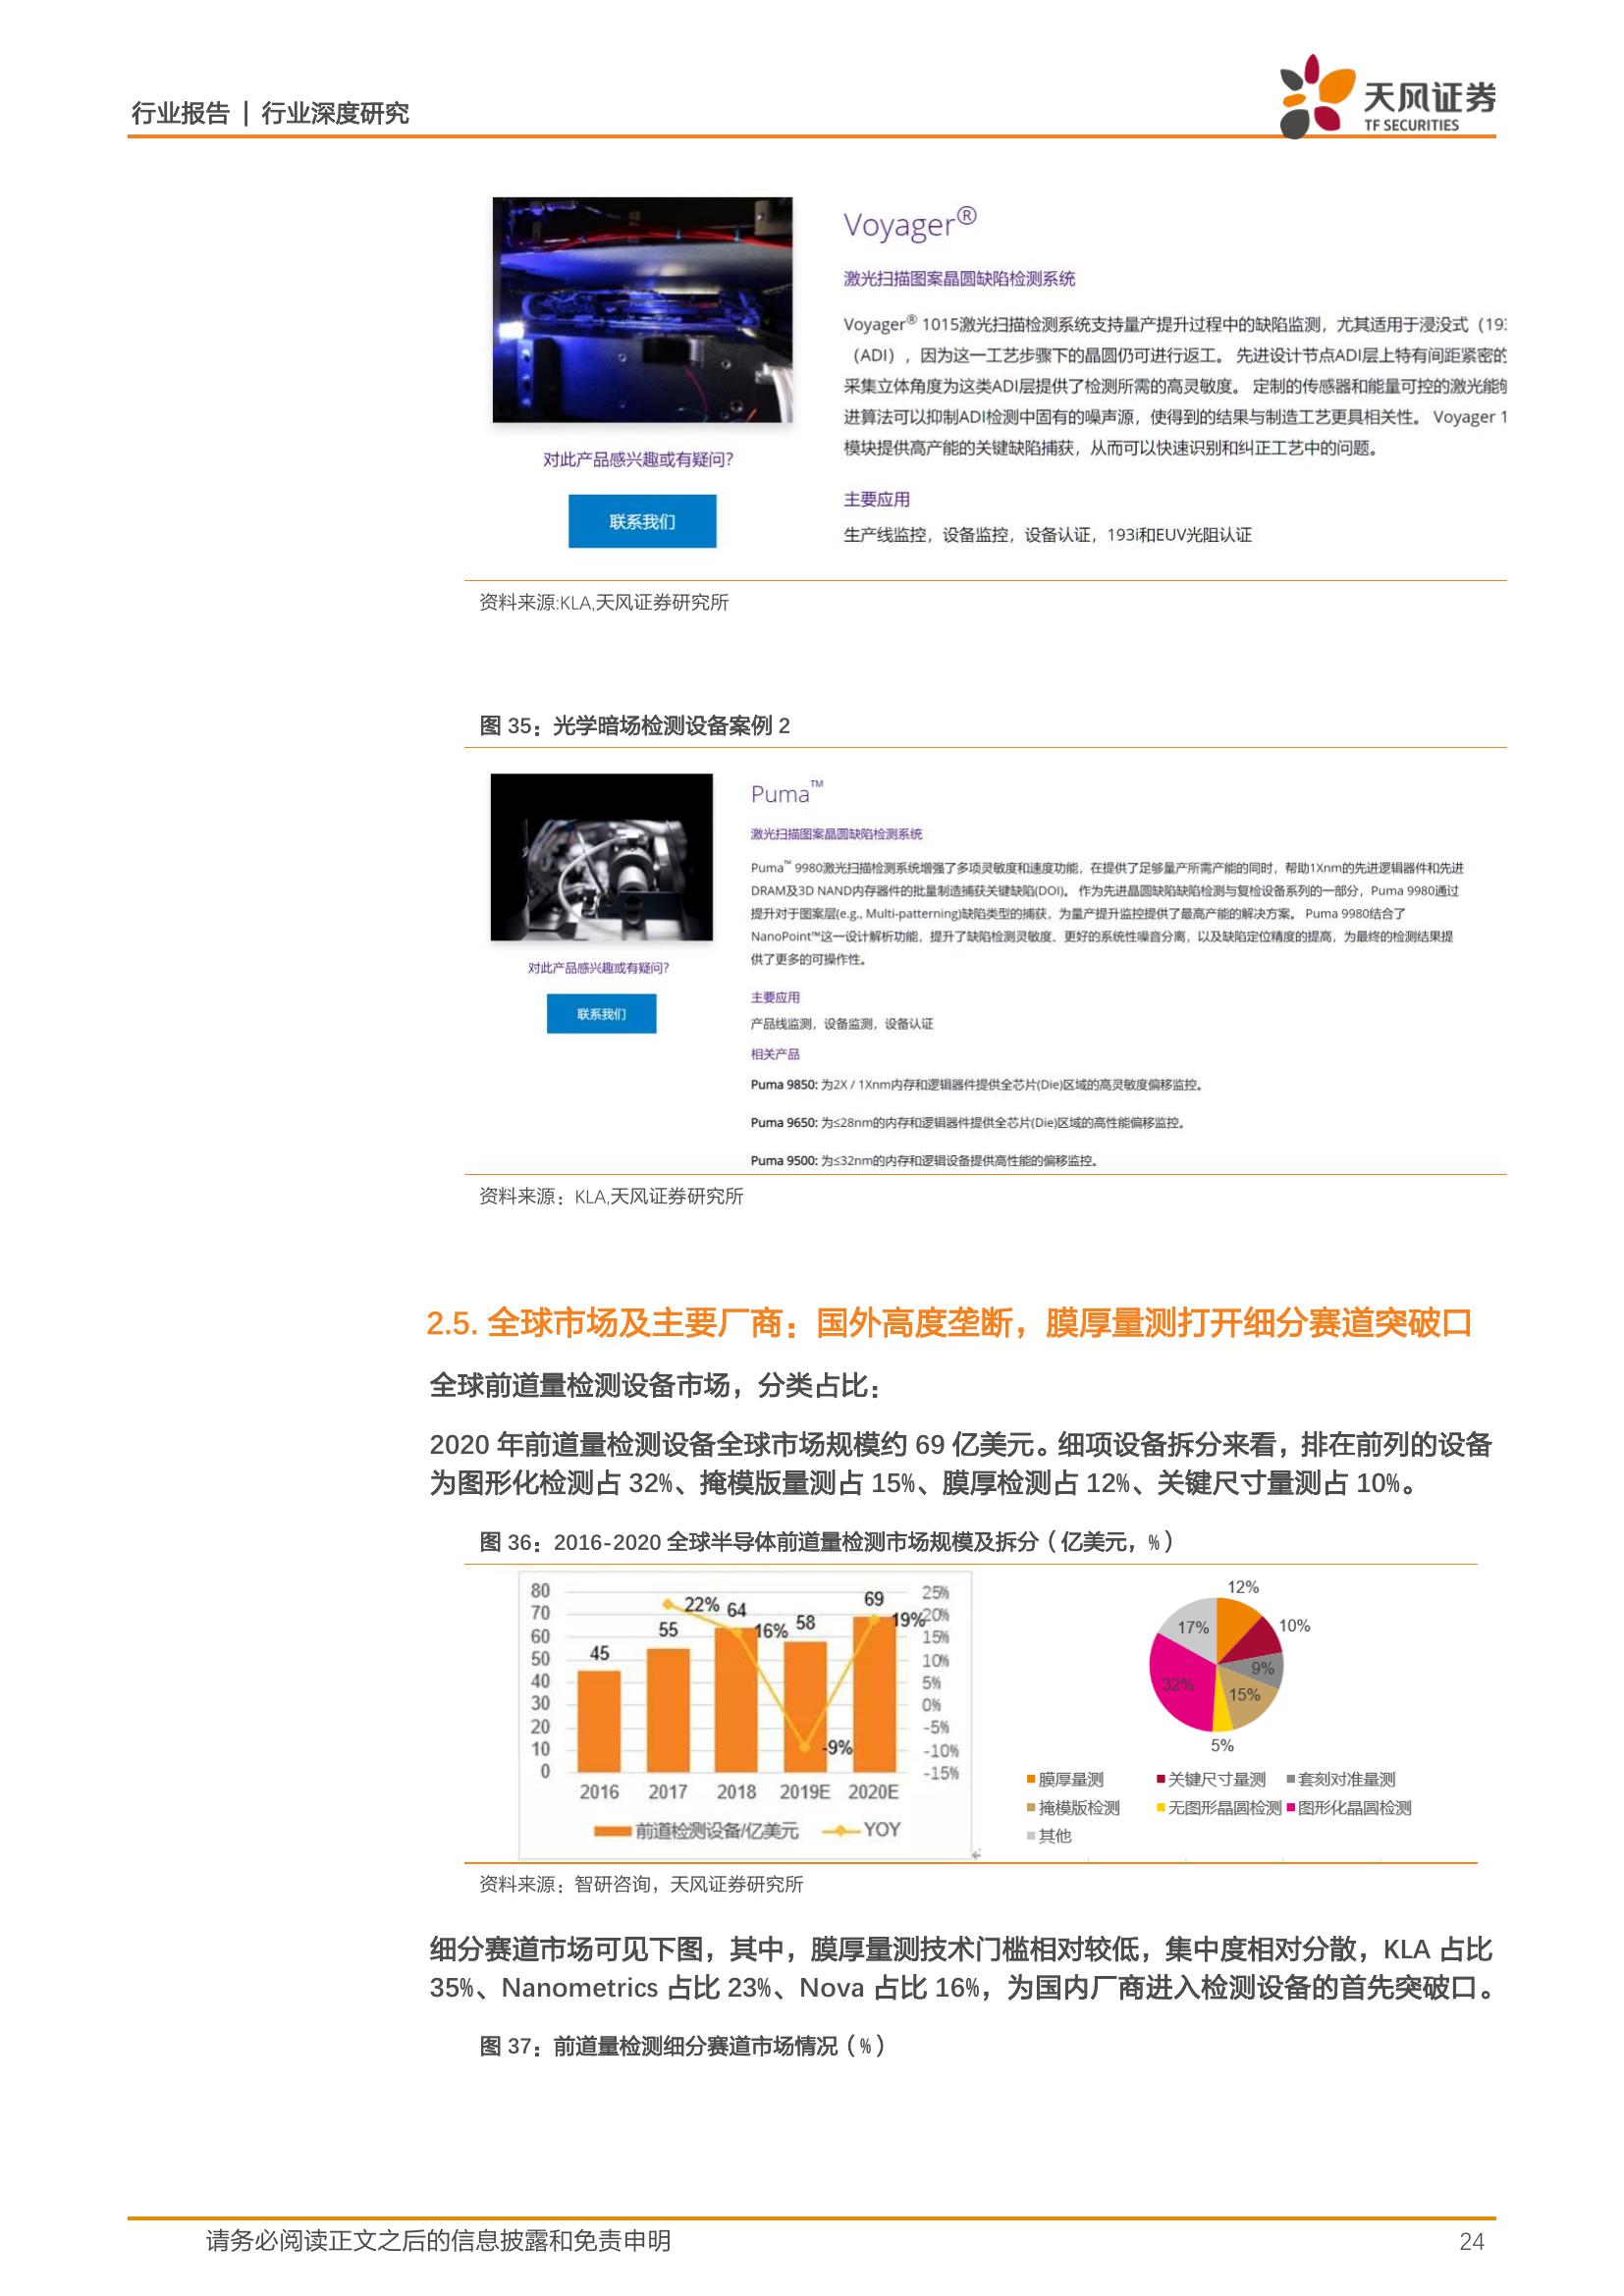 行业报告 | 行业深度研究
天风证券
TF SECURITIES
Voyager®
激光扫描图案晶圆缺陷检测系统
Voyager® 1015激光扫描检测系统支持量产提升过程中的缺陷监测，尤其适用于浸没式（193
（ADI），因为这一工艺步骤下的晶圆仍可进行返工。 先进设计节点ADI层上特有间距紧密的
采集立体角度为这类ADI层提供了检测所需的高灵敏度。 定制的传感器和能量可控的激光能够
进算法可以抑制ADI检测中固有的噪声源，使得到的结果与制造工艺更具相关性。 Voyager 1
模块提供高产能的关键缺陷捕获，从而可以快速识别和纠正工艺中的问题。
对此产品感兴趣或有疑问？
联系我们
主要应用
生产线监控，设备监控，设备认证，193i和EUV光阻认证
资料来源:KLA,天风证券研究所
图 35：光学暗场检测设备案例 2
Puma™
激光扫描图案晶圆缺陷检测系统
Puma™ 9980激光扫描检测系统增强了多项灵敏度和速度功能，在提供了足够量产所需产能的同时，帮助1Xnm的先进逻辑器件和先进
DRAM及3D NAND内存器件的批量制造捕获关键缺陷(DOI)。 作为先进晶圆缺陷缺陷检测与复检设备系列的一部分，Puma 9980通过
提升对于图案层(e.g., Multi-patterning)缺陷类型的捕获，为量产提升监控提供了最高产能的解决方案。 Puma 9980结合了
NanoPoint™这一设计解析功能，提升了缺陷检测灵敏度、更好的系统性噪音分离，以及缺陷定位精度的提高，为最终的检测结果提
供了更多的可操作性。
对此产品感兴趣或有疑问？
联系我们
主要应用
产品线监测，设备监测，设备认证
相关产品
Puma 9850: 为2X / 1Xnm内存和逻辑器件提供全芯片(Die)区域的高灵敏度偏移监控。
Puma 9650: 为≤28nm的内存和逻辑器件提供全芯片(Die)区域的高性能偏移监控。
Puma 9500: 为≤32nm的内存和逻辑设备提供高性能的偏移监控。
资料来源：KLA,天风证券研究所
2.5. 全球市场及主要厂商：国外高度垄断，膜厚量测打开细分赛道突破口
全球前道量检测设备市场，分类占比：
2020 年前道量检测设备全球市场规模约 69 亿美元。细项设备拆分来看，排在前列的设备
为图形化检测占 32%、掩模版量测占 15%、膜厚检测占 12%、关键尺寸量测占 10%。
图 36：2016-2020 全球半导体前道量检测市场规模及拆分（亿美元，%）
80 70 60 50 40 30 20 10 0
45 55 64 58 69
22% 16% -9% 19%
25% 20% 15% 10% 5% 0% -5% -10% -15%
2016 2017 2018 2019E 2020E
前道检测设备/亿美元 YOY
12% 10% 9% 15% 5% 32% 17%
膜厚量测 关键尺寸量测 套刻对准量测
掩模版检测 无图形晶圆检测 图形化晶圆检测
其他
资料来源：智研咨询，天风证券研究所
细分赛道市场可见下图，其中，膜厚量测技术门槛相对较低，集中度相对分散，KLA 占比
35%、Nanometrics 占比 23%、Nova 占比 16%，为国内厂商进入检测设备的首先突破口。
图 37：前道量检测细分赛道市场情况（%）
请务必阅读正文之后的信息披露和免责申明
24